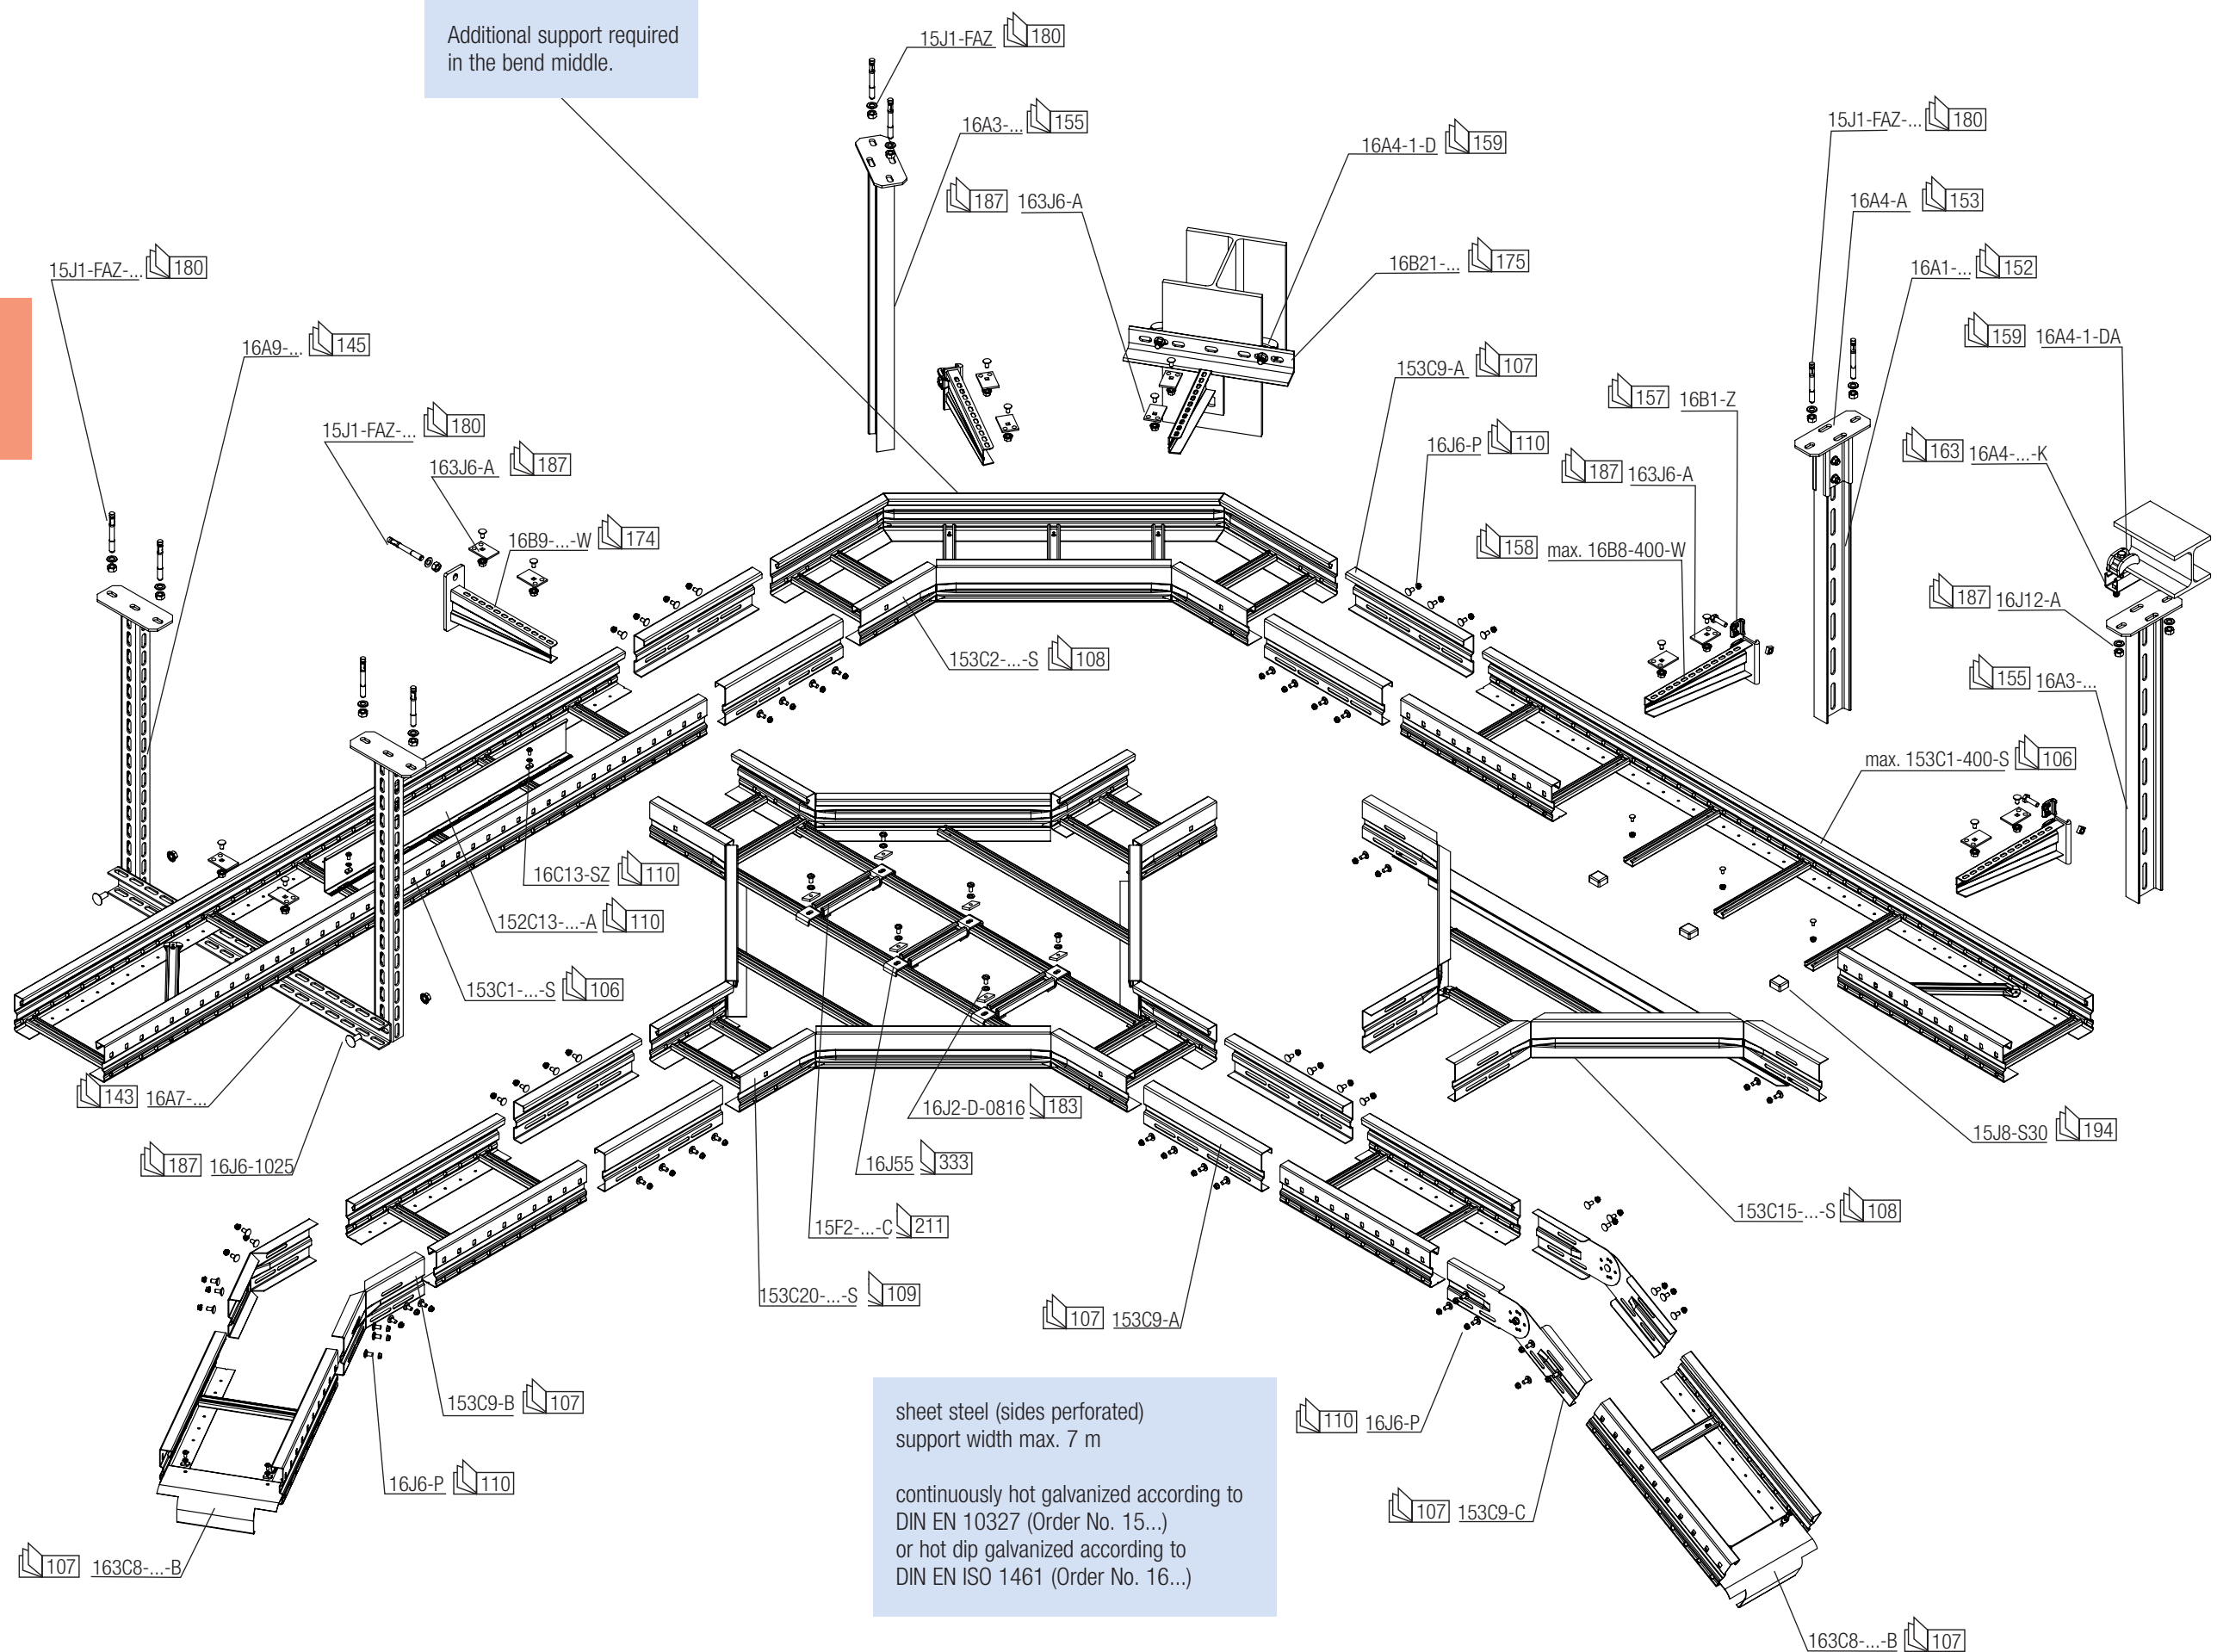 Additional support required
in the bend middle.
15J1-FAZ 180
16A3-... 155
16A4-1-D 159
187 163J6-A
16B21-... 175
15J1-FAZ-... 180
16A4-A 153
16A1-... 152
159 16A4-1-DA
15J1-FAZ-... 180
16A9-... 145
153C9-A 107
157 16B1-Z
15J1-FAZ-... 180
163J6-A 187
16J6-P 110
187 163J6-A
163 16A4-...-K
16B9-...-W 174
158 max. 16B8-400-W
187 16J12-A
153C2-...-S 108
155 16A3-...
max. 153C1-400-S 106
16C13-SZ 110
152C13-...-A 110
153C1-...-S 106
143 16A7-...
16J2-D-0816 183
15J8-S30 194
187 16J6-1025
16J55 333
153C15-...-S 108
15F2-...-C 211
153C20-...-S 109
107 153C9-A
153C9-B 107
110 16J6-P
16J6-P 110
107 153C9-C
107 163C8-...-B
sheet steel (sides perforated)
support width max. 7 m
continuously hot galvanized according to
DIN EN 10327 (Order No. 15...)
or hot dip galvanized according to
DIN EN ISO 1461 (Order No. 16...)
163C8-...-B 107